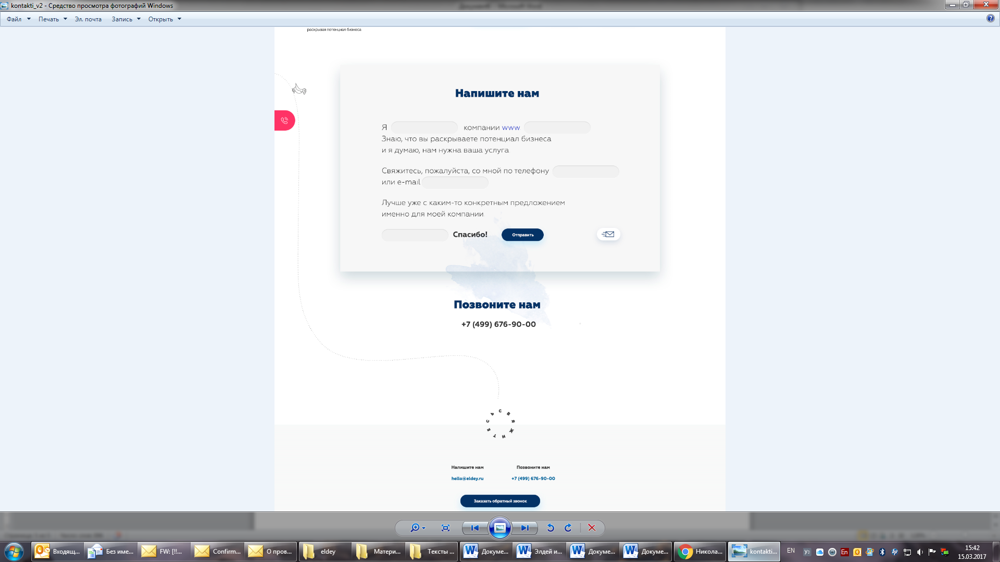 kontakti_v2 - Средство просмотра фотографий Windows
Файл Печать Эл. почта Запись Открыть
раскрывая потенциал бизнеса
Напишите нам
Я компании www.
Знаю, что вы раскрываете потенциал бизнеса
и я думаю, нам нужна ваша услуга.
Свяжитесь, пожалуйста, со мной по телефону
или e-mail
Лучше уже с каким-то конкретным предложением
именно для моей компании.
Спасибо! Отправить
Позвоните нам
+7 (499) 676-90-00
СВЯЖИТЕСЬ
Напишите нам Позвоните нам
hello@eldey.ru +7 (499) 676-90-00
Заказать обратный звонок
Входящ... Без име... FW: [!!... Confirm... О пров... eldey Матери... Тексты ... Докуме... Элдей и... Докуме... Докуме... Никола... kontakti... EN 15:42
15.03.2017